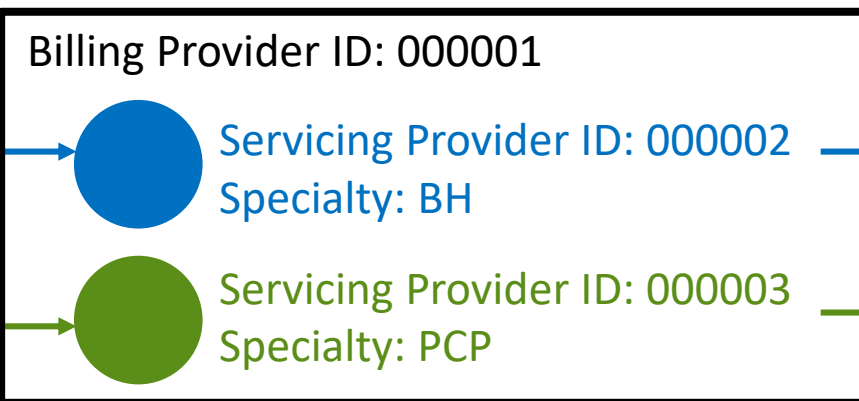 Billing Provider ID: 000001
Servicing Provider ID: 000002
Specialty: BH
Servicing Provider ID: 000003
Specialty: PCP